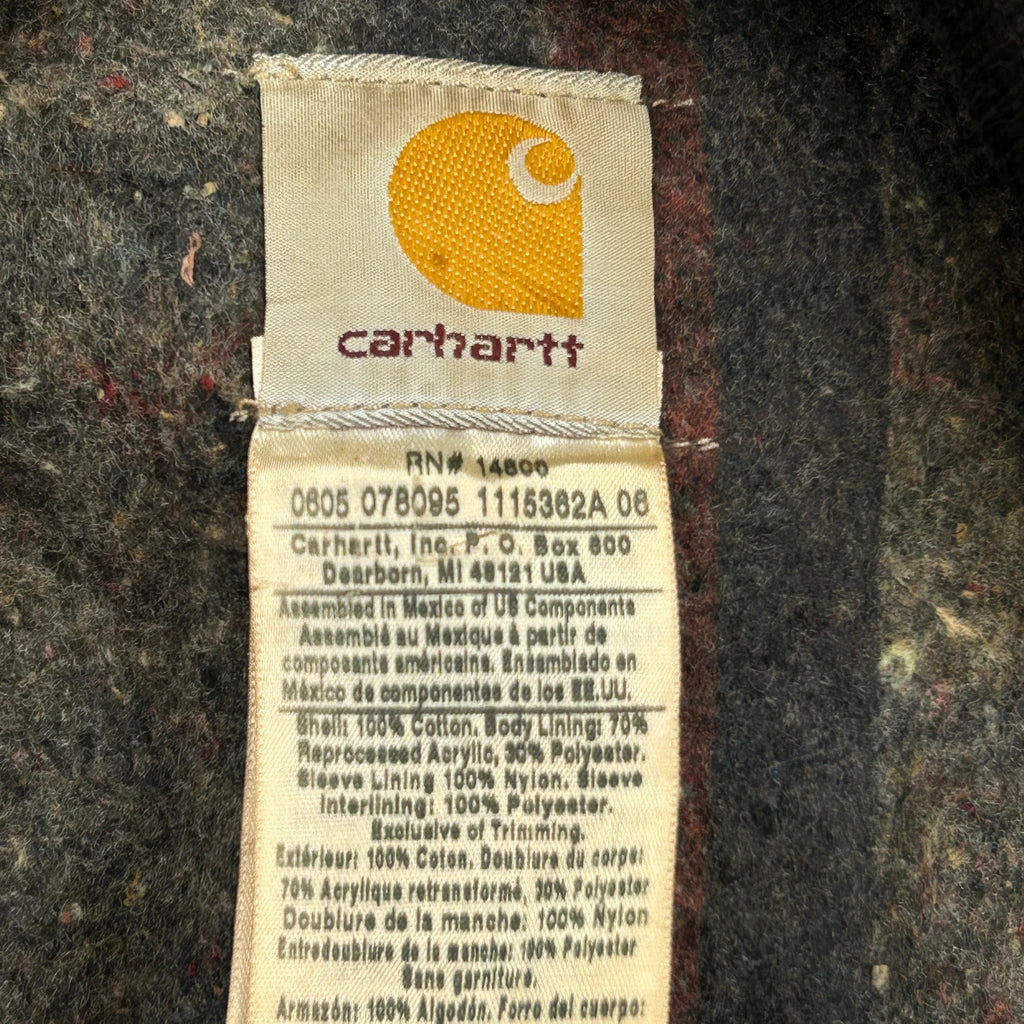 carhartt
RN# 14806
0605 078095 1115362A 06
Carhartt, Inc. P. O. Box 600
Dearborn, MI 48121 USA
Assembled in Mexico of US Components
Assemblé au Mexique à partir de
composants américains. Ensamblado en
México de componentes de los EE.UU.
Shell: 100% Cotton. Body Lining: 70%
Reprocessed Acrylic, 30% Polyester.
Sleeve Lining 100% Nylon. Sleeve
Interlining: 100% Polyester.
Exclusive of Trimming.
Extérieur: 100% Coton. Doublure du corps:
70% Acrylique retransformé, 30% Polyester
Doublure de la manche: 100% Nylon
Entredoublure de la manche: 100% Polyester
Sans garniture.
Armazón: 100% Algodón. Forro del cuerpo: